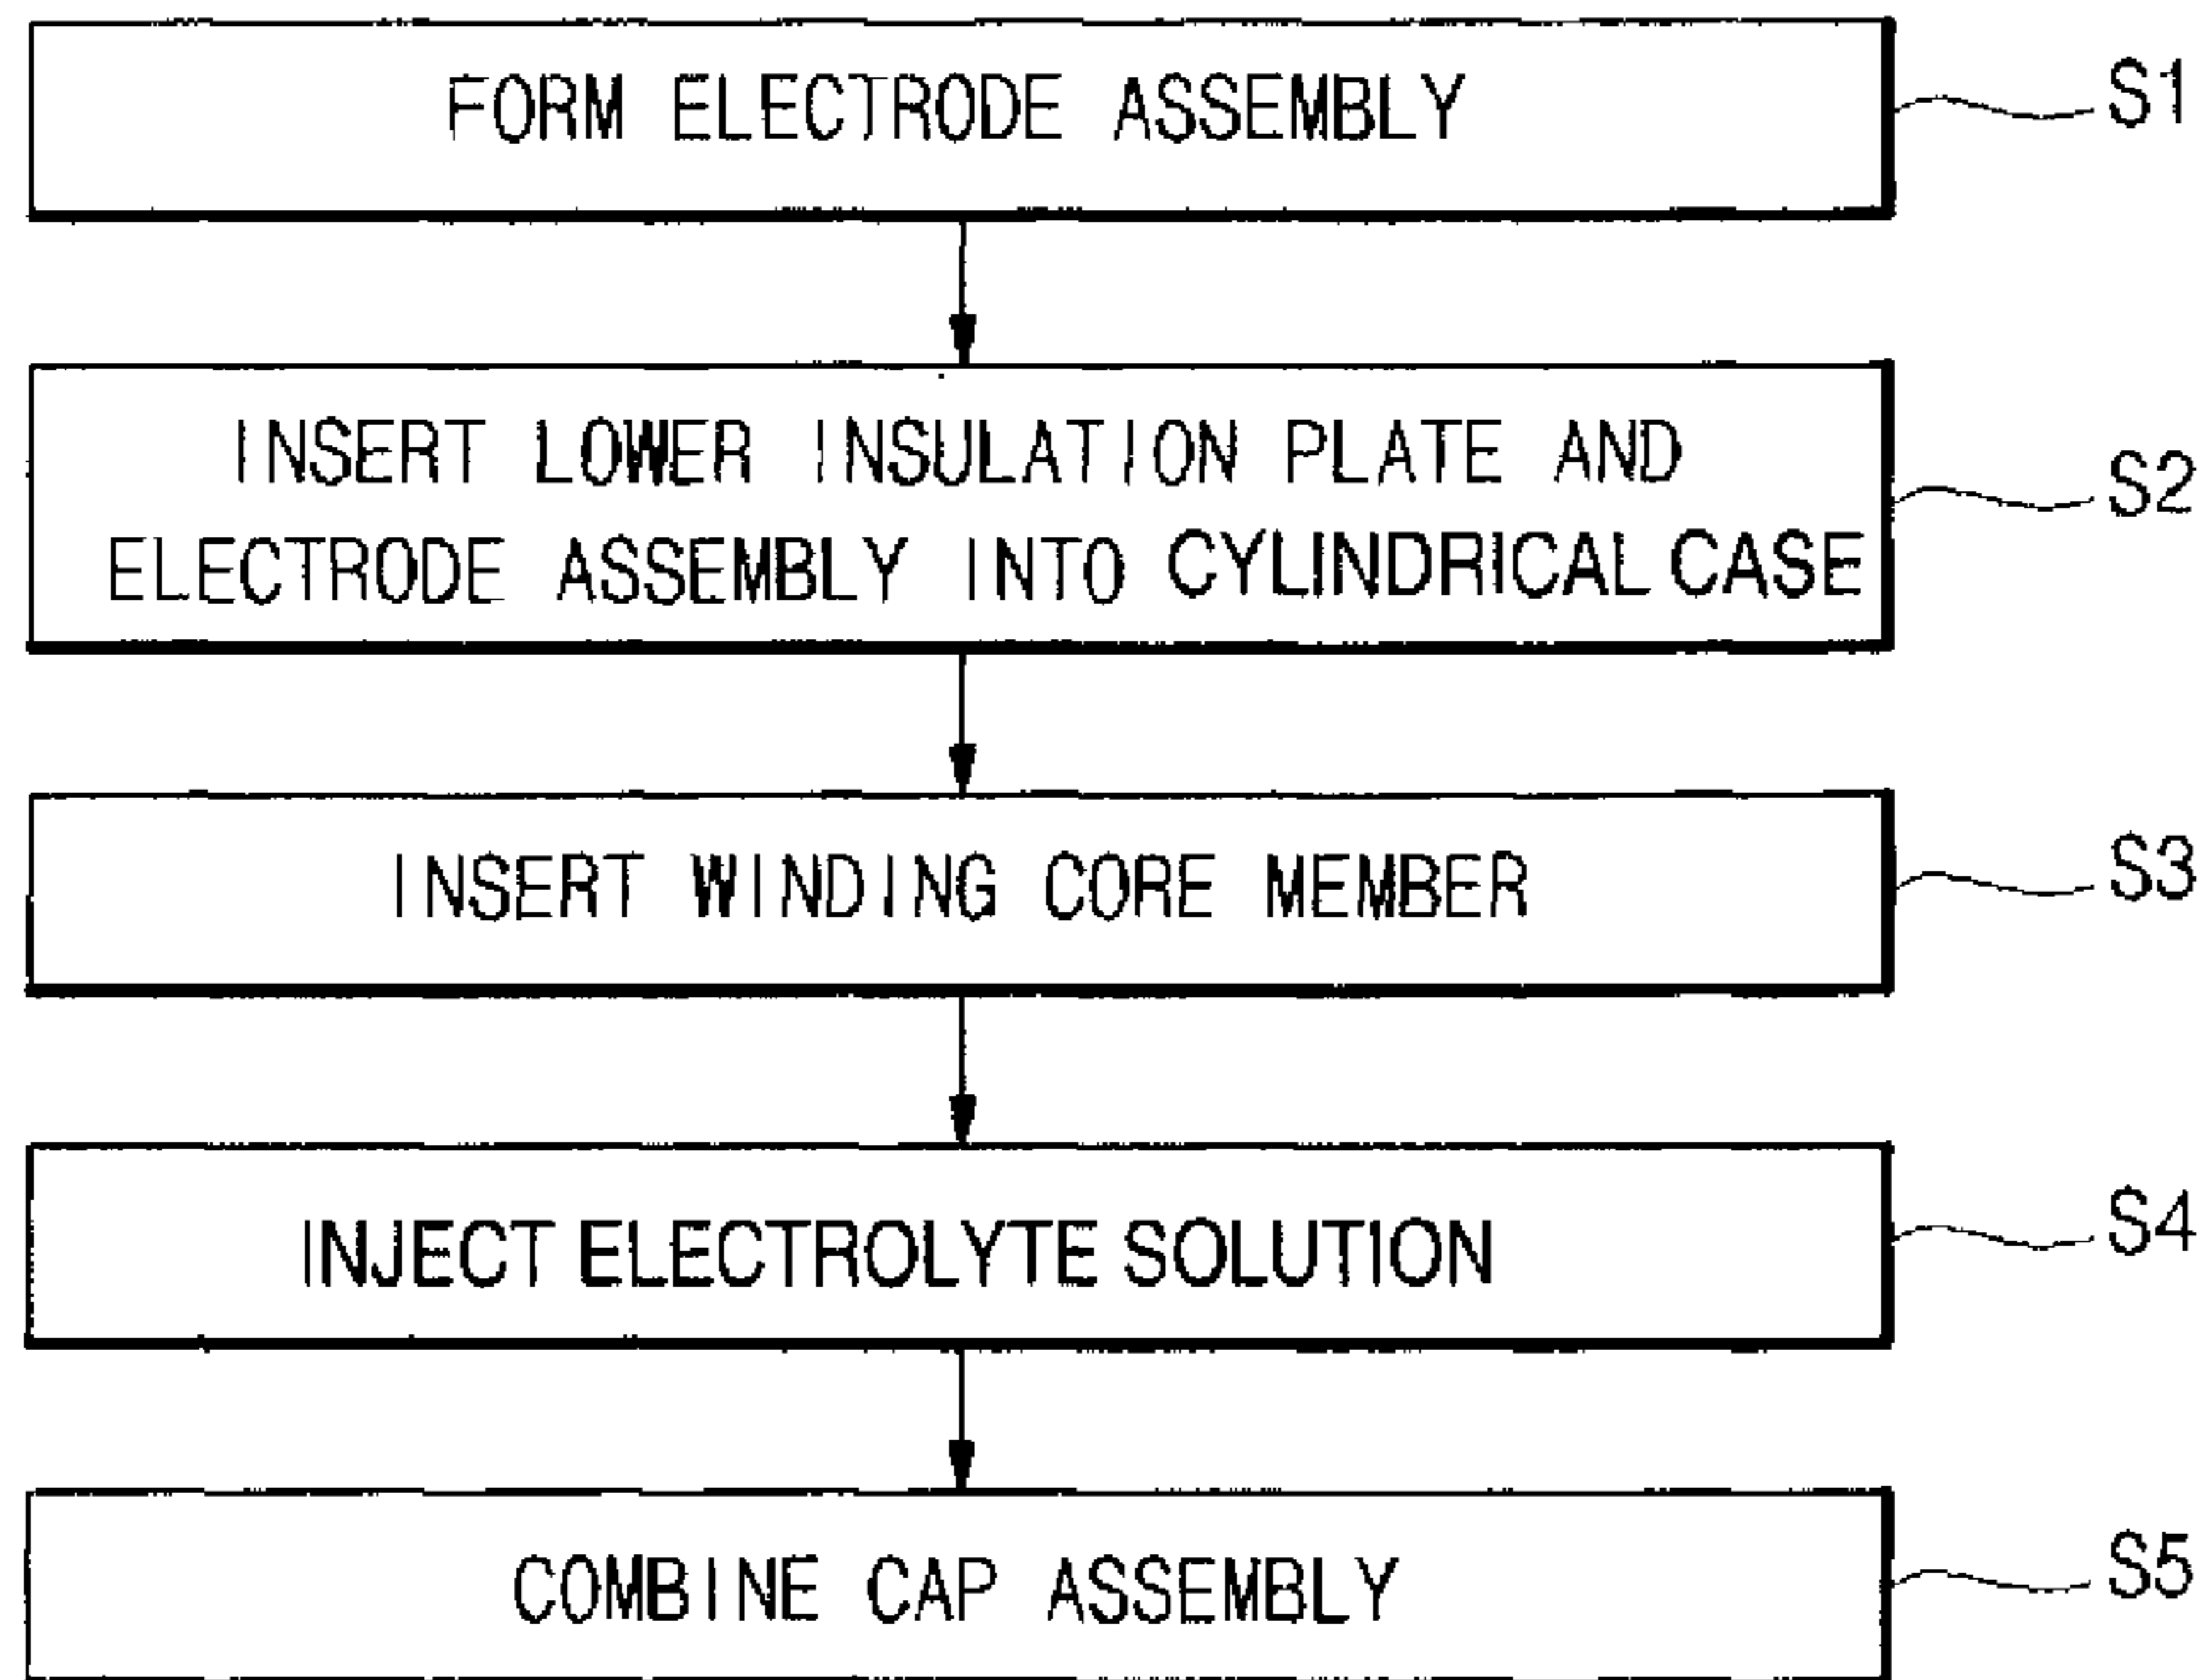 FORM ELECTRODE ASSEMBLY
S1
INSERT LOWER INSULATION PLATE AND
ELECTRODE ASSEMBLY INTO CYLINDRICAL CASE
S2
INSERT WINDING CORE MEMBER
S3
INJECT ELECTROLYTE SOLUTION
S4
COMBINE CAP ASSEMBLY
S5